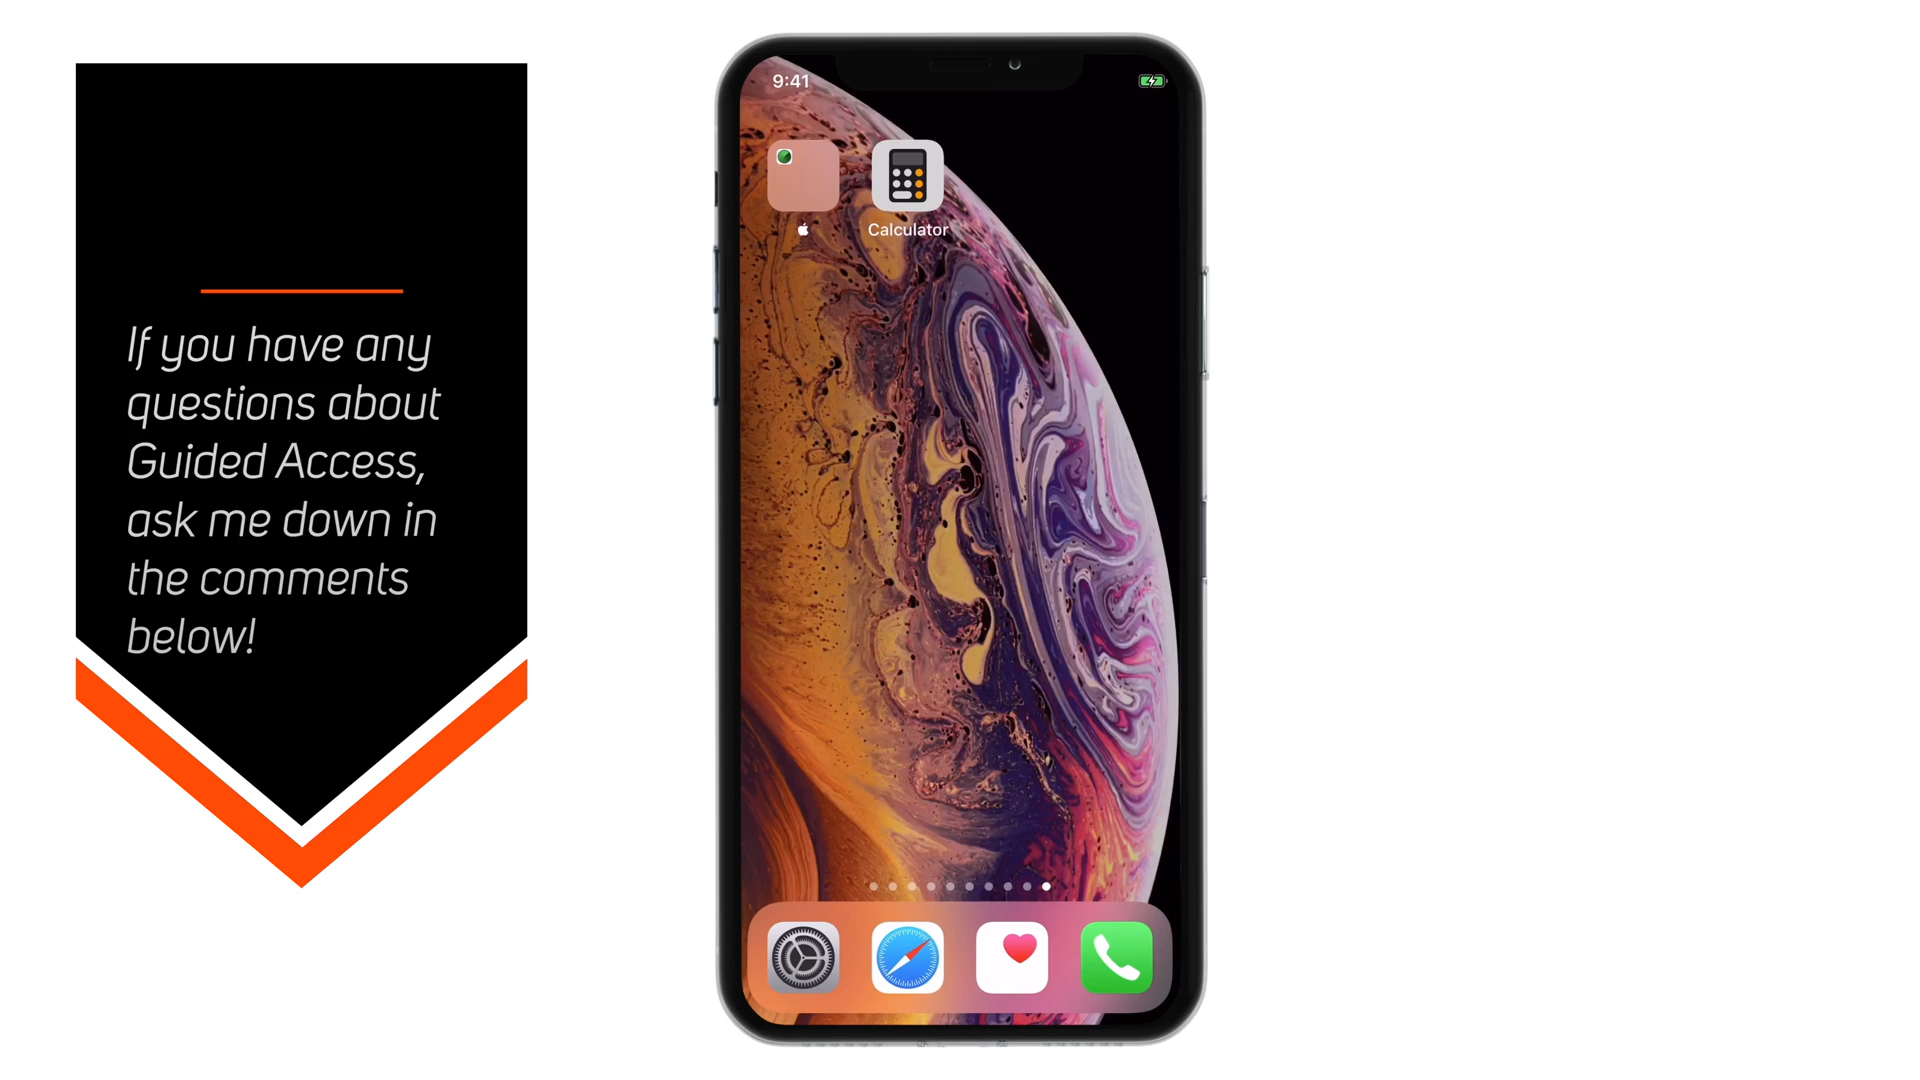 If you have any
questions about
Guided Access,
ask me down in
the comments
below!
9:41
Calculator